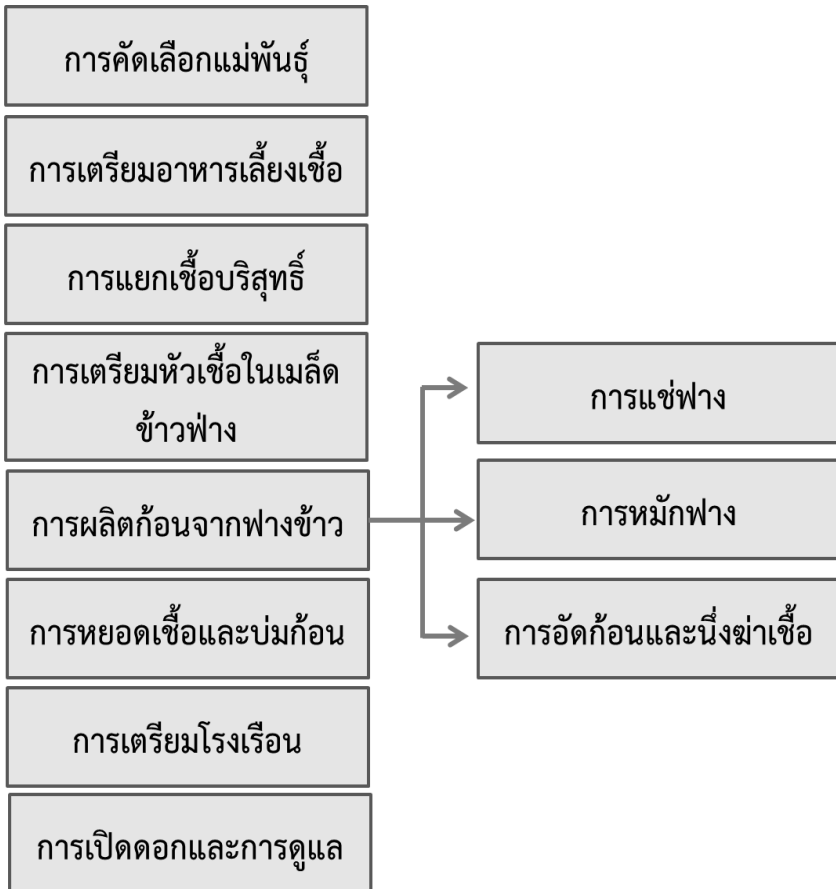 การคัดเลือกแม่พันธุ์
การเตรียมอาหารเลี้ยงเชื้อ
การแยกเชื้อบริสุทธิ์
การเตรียมหัวเชื้อในเมล็ด
ข้าวฟ่าง
การผลิตก้อนจากฟางข้าว
การหยอดเชื้อและบ่มก้อน
การเตรียมโรงเรือน
การเปิดดอกและการดูแล
การแช่ฟาง
การหมักฟาง
การอัดก้อนและนึ่งฆ่าเชื้อ